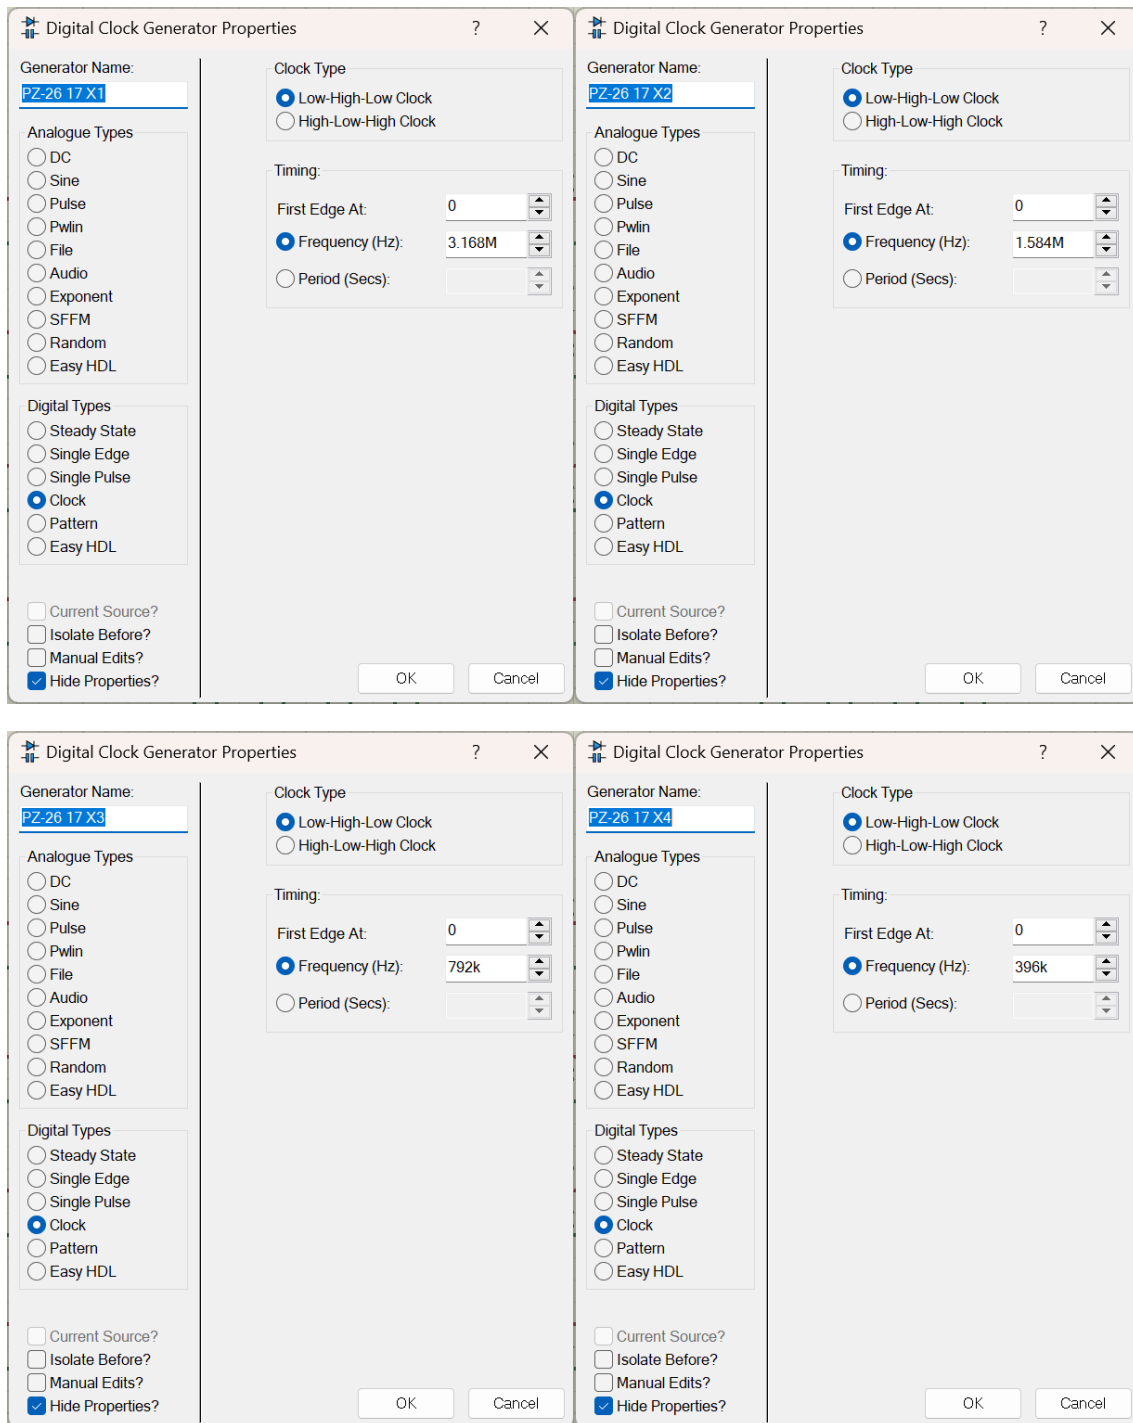 Digital Clock Generator Properties ?
Generator Name:
PZ-26 17 X1
Analogue Types
DC
Sine
Pulse
Pwlin
File
Audio
Exponent
SFFM
Random
Easy HDL
Digital Types
Steady State
Single Edge
Single Pulse
Clock
Pattern
Easy HDL
Current Source?
Isolate Before?
Manual Edits?
Hide Properties?
Clock Type
Low-High-Low Clock
High-Low-High Clock
Timing:
First Edge At: 0
Frequency (Hz): 3.168M
Period (Secs):
OK Cancel
Digital Clock Generator Properties ?
Generator Name:
PZ-26 17 X2
Analogue Types
DC
Sine
Pulse
Pwlin
File
Audio
Exponent
SFFM
Random
Easy HDL
Digital Types
Steady State
Single Edge
Single Pulse
Clock
Pattern
Easy HDL
Current Source?
Isolate Before?
Manual Edits?
Hide Properties?
Clock Type
Low-High-Low Clock
High-Low-High Clock
Timing:
First Edge At: 0
Frequency (Hz): 1.584M
Period (Secs):
OK Cancel
Digital Clock Generator Properties ?
Generator Name:
PZ-26 17 X3
Analogue Types
DC
Sine
Pulse
Pwlin
File
Audio
Exponent
SFFM
Random
Easy HDL
Digital Types
Steady State
Single Edge
Single Pulse
Clock
Pattern
Easy HDL
Current Source?
Isolate Before?
Manual Edits?
Hide Properties?
Clock Type
Low-High-Low Clock
High-Low-High Clock
Timing:
First Edge At: 0
Frequency (Hz): 792k
Period (Secs):
OK Cancel
Digital Clock Generator Properties ?
Generator Name:
PZ-26 17 X4
Analogue Types
DC
Sine
Pulse
Pwlin
File
Audio
Exponent
SFFM
Random
Easy HDL
Digital Types
Steady State
Single Edge
Single Pulse
Clock
Pattern
Easy HDL
Current Source?
Isolate Before?
Manual Edits?
Hide Properties?
Clock Type
Low-High-Low Clock
High-Low-High Clock
Timing:
First Edge At: 0
Frequency (Hz): 396k
Period (Secs):
OK Cancel